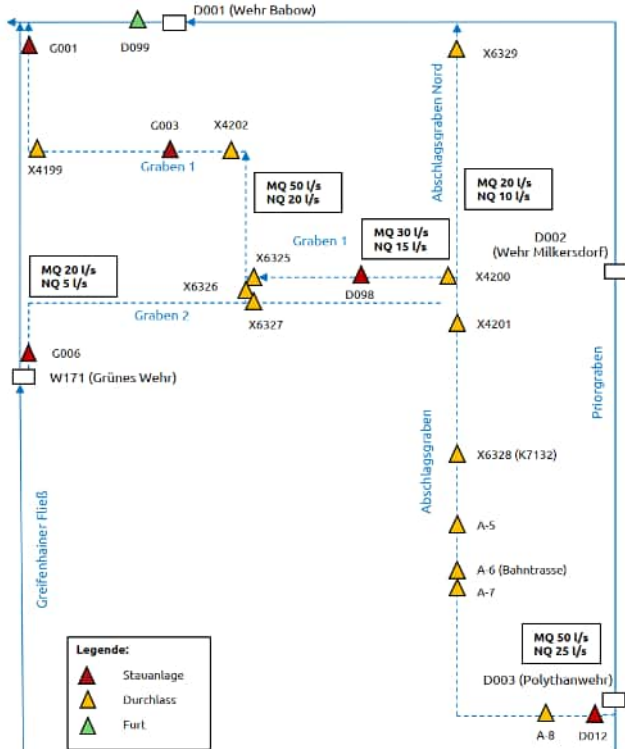 D001 (Wehr Babow)
G001
D099
X6329
G003
X4202
X4199
Graben 1
Abschlagsgraben Nord
MQ 50 l/s
NQ 20 l/s
MQ 20 l/s
NQ 10 l/s
MQ 30 l/s
NQ 15 l/s
Graben 1
D002
(Wehr Milkersdorf)
X6325
MQ 20 l/s
NQ 5 l/s
X6326
D098
X4200
Graben 2
X6327
X4201
G006
W171 (Grünes Wehr)
Priorgraben
Abschlagsgraben
X6328 (K7132)
A-5
A-6 (Bahntrasse)
A-7
Greifenhainer Fließ
MQ 50 l/s
NQ 25 l/s
D003 (Polythanwehr)
A-8
D012
Legende:
Stauanlage
Durchlass
Furt